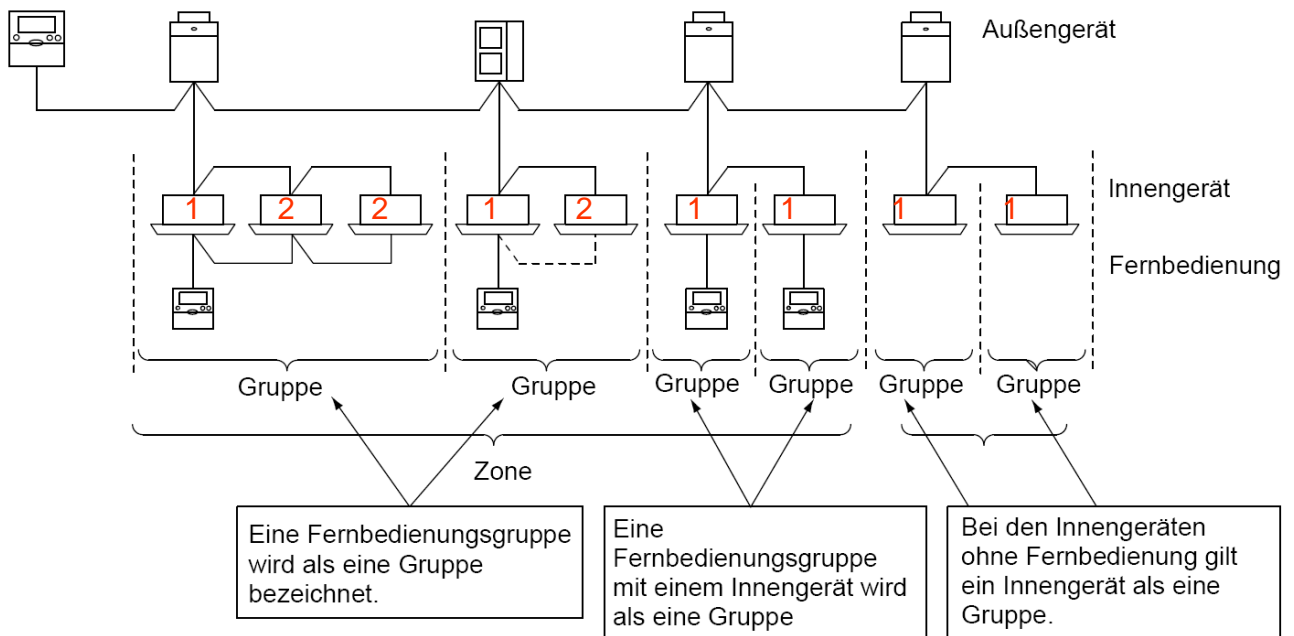 Außengerät
1 2 2 1 2 1 1 1 1
Innengerät
Fernbedienung
Gruppe Gruppe Gruppe Gruppe Gruppe Gruppe
Zone
Eine Fernbedienungsgruppe
wird als eine Gruppe
bezeichnet.
Eine
Fernbedienungsgruppe
mit einem Innengerät wird
als eine Gruppe
Bei den Innengeräten
ohne Fernbedienung gilt
ein Innengerät als eine
Gruppe.